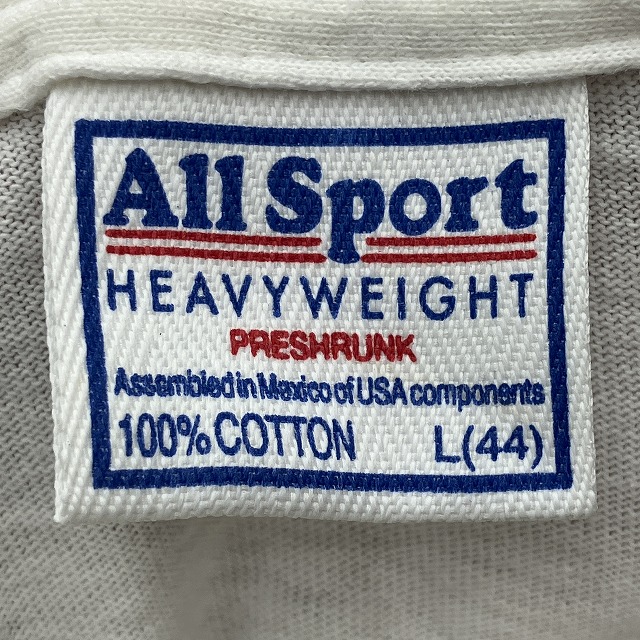 All Sport
HEAVYWEIGHT
PRESHRUNK
Assembled in Mexico of USA components
100% COTTON L(44)